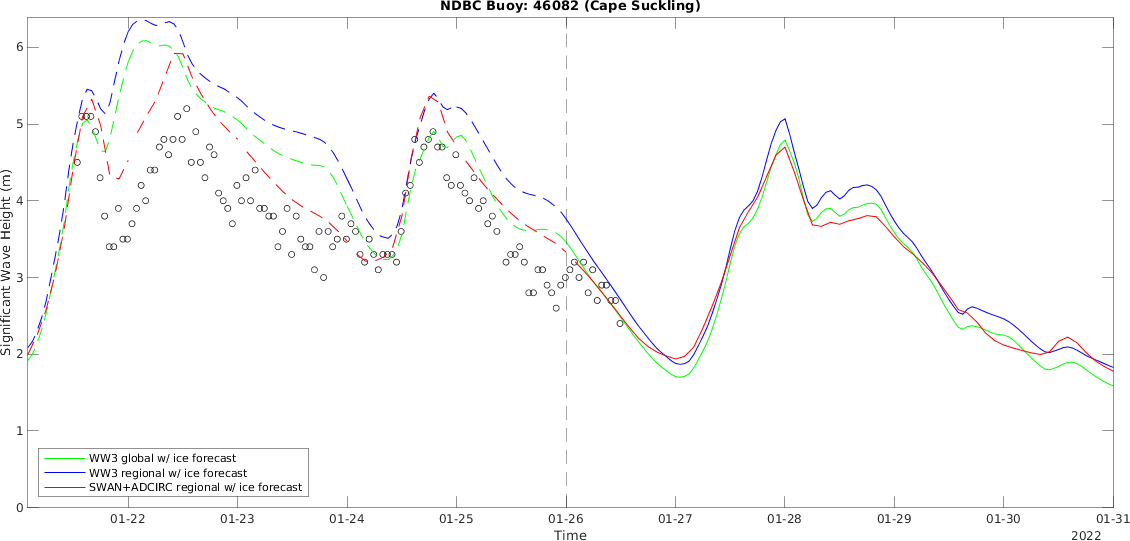 NDBC Buoy: 46082 (Cape Suckling)
6
5
4
3
2
1
0
Significant Wave Height (m)
WW3 global w/ ice forecast
WW3 regional w/ ice forecast
SWAN+ADCIRC regional w/ ice forecast
01-22 01-23 01-24 01-25 01-26 01-27 01-28 01-29 01-30 01-31
Time
2022